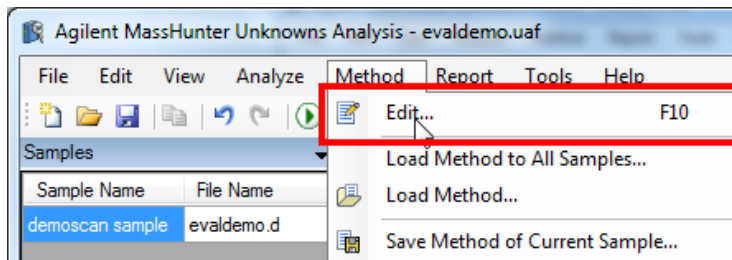 Agilent MassHunter Unknowns Analysis - evaldemo.uaf
File Edit View Analyze Method Report Tools Help
Edit... F10
Samples
Load Method to All Samples...
Sample Name File Name
Load Method...
demoscan sample evaldemo.d
Save Method of Current Sample...